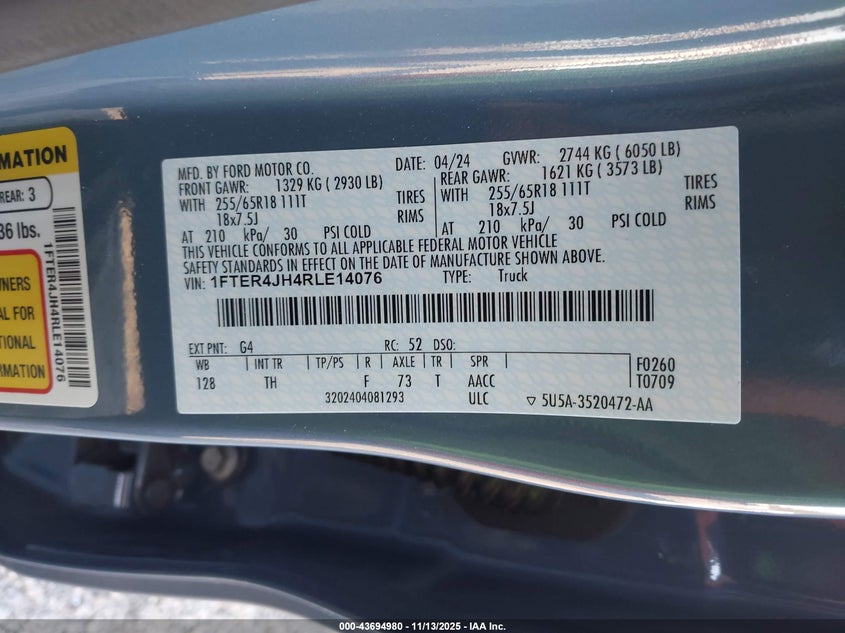 MATION
REAR: 3
36 lbs.
WNERS
AL FOR
TIONAL
RMATION
1FTER4JH4RLE14076
MFD. BY FORD MOTOR CO. DATE: 04/24 GVWR: 2744 KG ( 6050 LB)
FRONT GAWR: 1329 KG ( 2930 LB) REAR GAWR: 1621 KG ( 3573 LB)
WITH 255/65R18 111T TIRES WITH 255/65R18 111T TIRES
18x7.5J RIMS 18x7.5J RIMS
AT 210 kPa/ 30 PSI COLD AT 210 kPa/ 30 PSI COLD
THIS VEHICLE CONFORMS TO ALL APPLICABLE FEDERAL MOTOR VEHICLE
SAFETY STANDARDS IN EFFECT ON THE DATE OF MANUFACTURE SHOWN ABOVE.
VIN: 1FTER4JH4RLE14076 TYPE: Truck
EXT PNT: G4 RC: 52 DSO:
WB INT TR TP/PS R AXLE TR SPR F0260
128 TH F 73 T AACC T0709
3202404081293 ULC ▽ 5U5A-3520472-AA
000-43694980 - 11/13/2025 - IAA Inc.